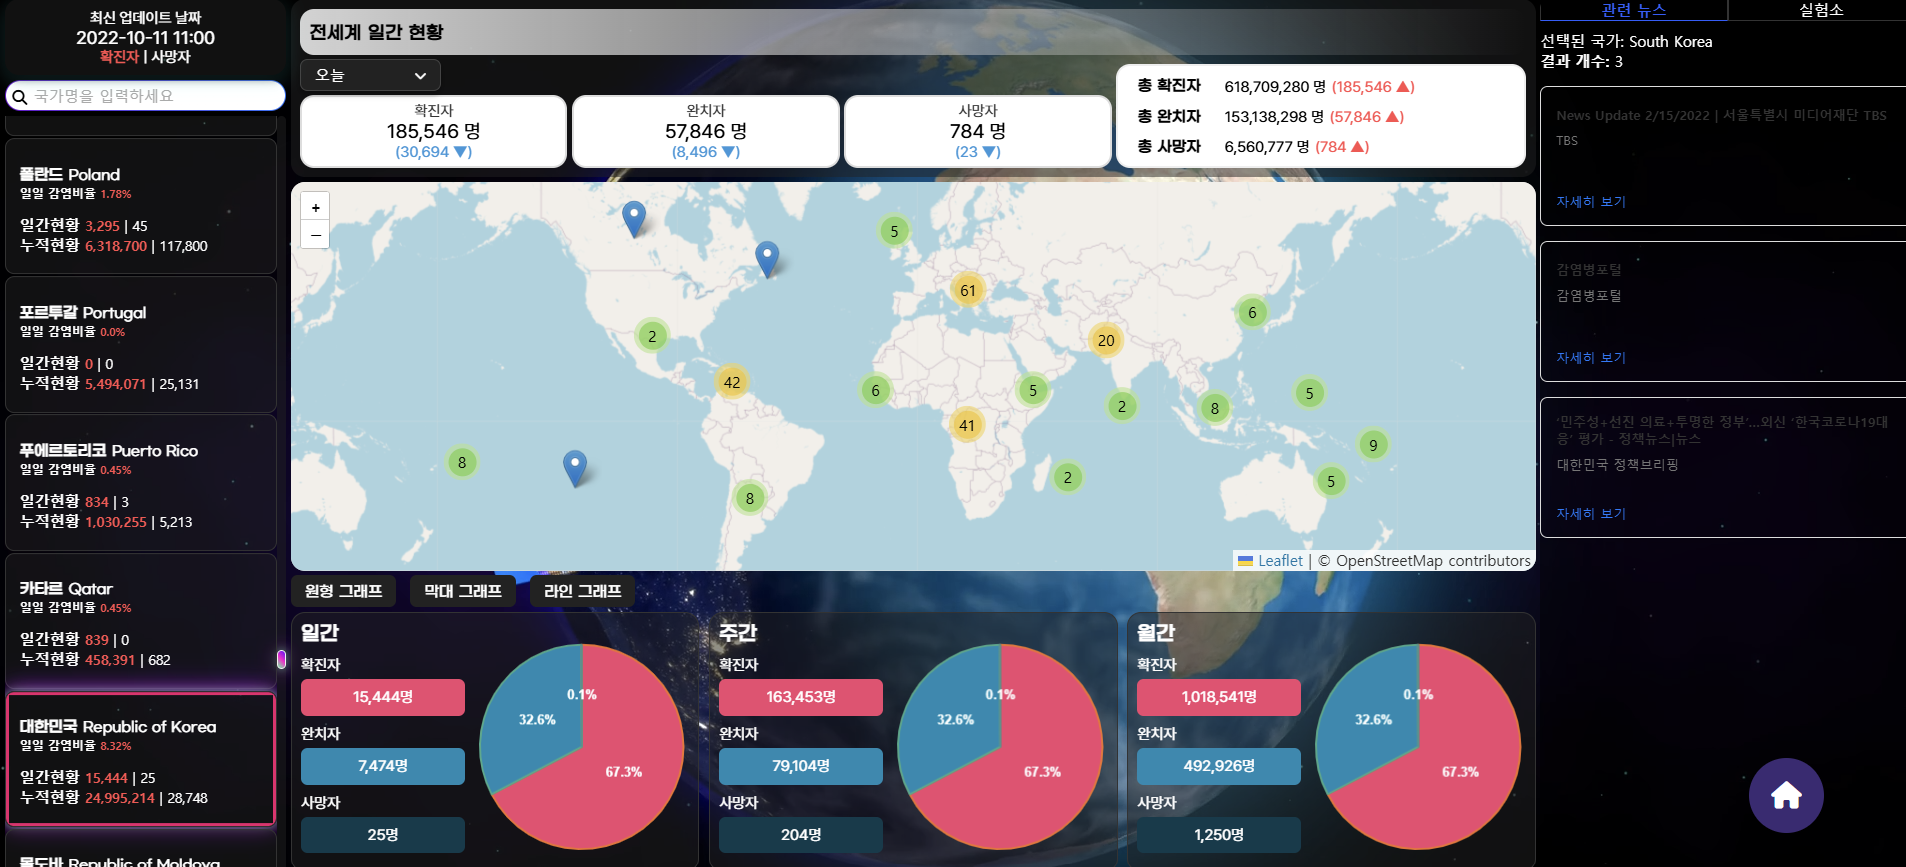 최신 업데이트 날짜
2022-10-11 11:00
확진자 | 사망자
국가명을 입력하세요
폴란드 Poland
일일 감염비율 1.78%
일간현황 3,295 | 45
누적현황 6,318,700 | 117,800
포르투갈 Portugal
일일 감염비율 0.0%
일간현황 0 | 0
누적현황 5,494,071 | 25,131
푸에르토리코 Puerto Rico
일일 감염비율 0.45%
일간현황 834 | 3
누적현황 1,030,255 | 5,213
카타르 Qatar
일일 감염비율 0.45%
일간현황 839 | 0
누적현황 458,391 | 682
대한민국 Republic of Korea
일일 감염비율 8.32%
일간현황 15,444 | 25
누적현황 24,995,214 | 28,748
몰도바 Republic of Moldova
전세계 일간 현황
오늘
확진자
185,546 명
(30,694 ▼)
완치자
57,846 명
(8,496 ▼)
사망자
784 명
(23 ▼)
총 확진자 618,709,280 명 (185,546 ▲)
총 완치자 153,138,298 명 (57,846 ▲)
총 사망자 6,560,777 명 (784 ▲)
+
−
5
61
6
2
20
42
6
5
2
8
5
41
9
8
2
5
8
Leaflet | © OpenStreetMap contributors
원형 그래프
막대 그래프
라인 그래프
일간
확진자
15,444명
완치자
7,474명
사망자
25명
0.1%
32.6%
67.3%
주간
확진자
163,453명
완치자
79,104명
사망자
204명
0.1%
32.6%
67.3%
월간
확진자
1,018,541명
완치자
492,926명
사망자
1,250명
0.1%
32.6%
67.3%
관련 뉴스
실험소
선택된 국가: South Korea
결과 개수: 3
News Update 2/15/2022 | 서울특별시 미디어재단 TBS
TBS
자세히 보기
감염병포털
감염병포털
자세히 보기
'민주성+선진 의료+투명한 정부'...외신 '한국코로나19대
응' 평가 - 정책뉴스|뉴스
대한민국 정책브리핑
자세히 보기